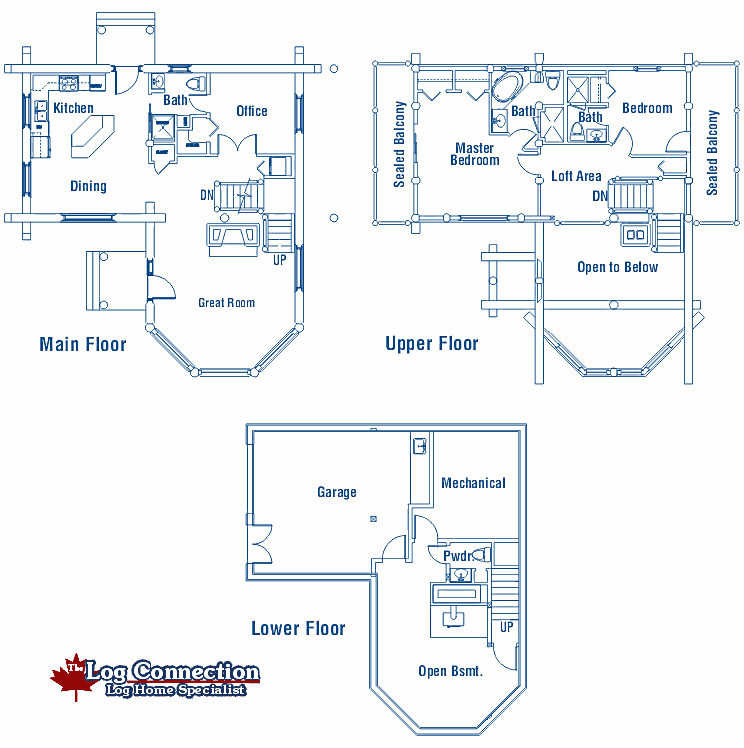 Kitchen
Bath
Office
Dining
DN
UP
Great Room
Main Floor
Sealed Balcony
Master
Bedroom
Bath
Bath
Bedroom
Loft Area
DN
Sealed Balcony
Open to Below
Upper Floor
Garage
Mechanical
Pwdr.
UP
Open Bsmt.
Lower Floor
The Log Connection
Log Home Specialist